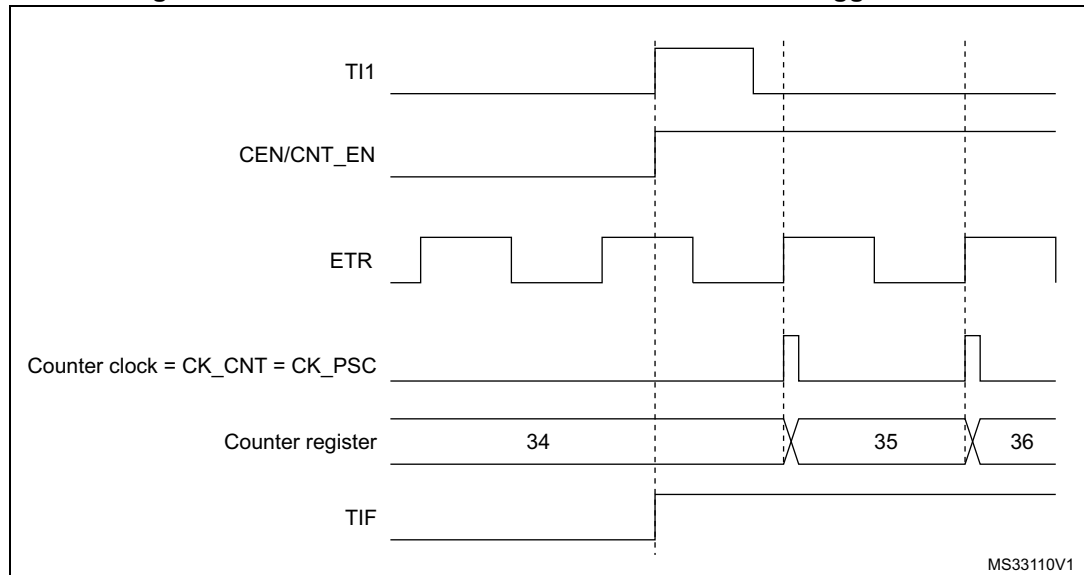 TI1
CEN/CNT_EN
ETR
Counter clock = CK_CNT = CK_PSC
Counter register
34
35
36
TIF
MS33110V1